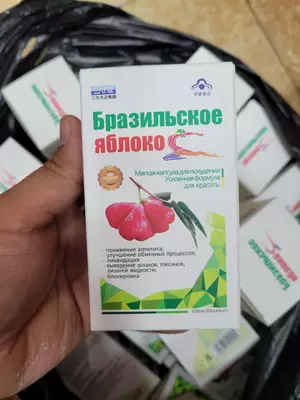 Бразильское
яблоко
Мягкая капсула для похудения
Усиленная формула
для красоты
— понижение аппетита;
— улучшение обменных процессов;
— ликвидация
— выведение шлаков, токсинов,
лишней жидкости;
— блокировка